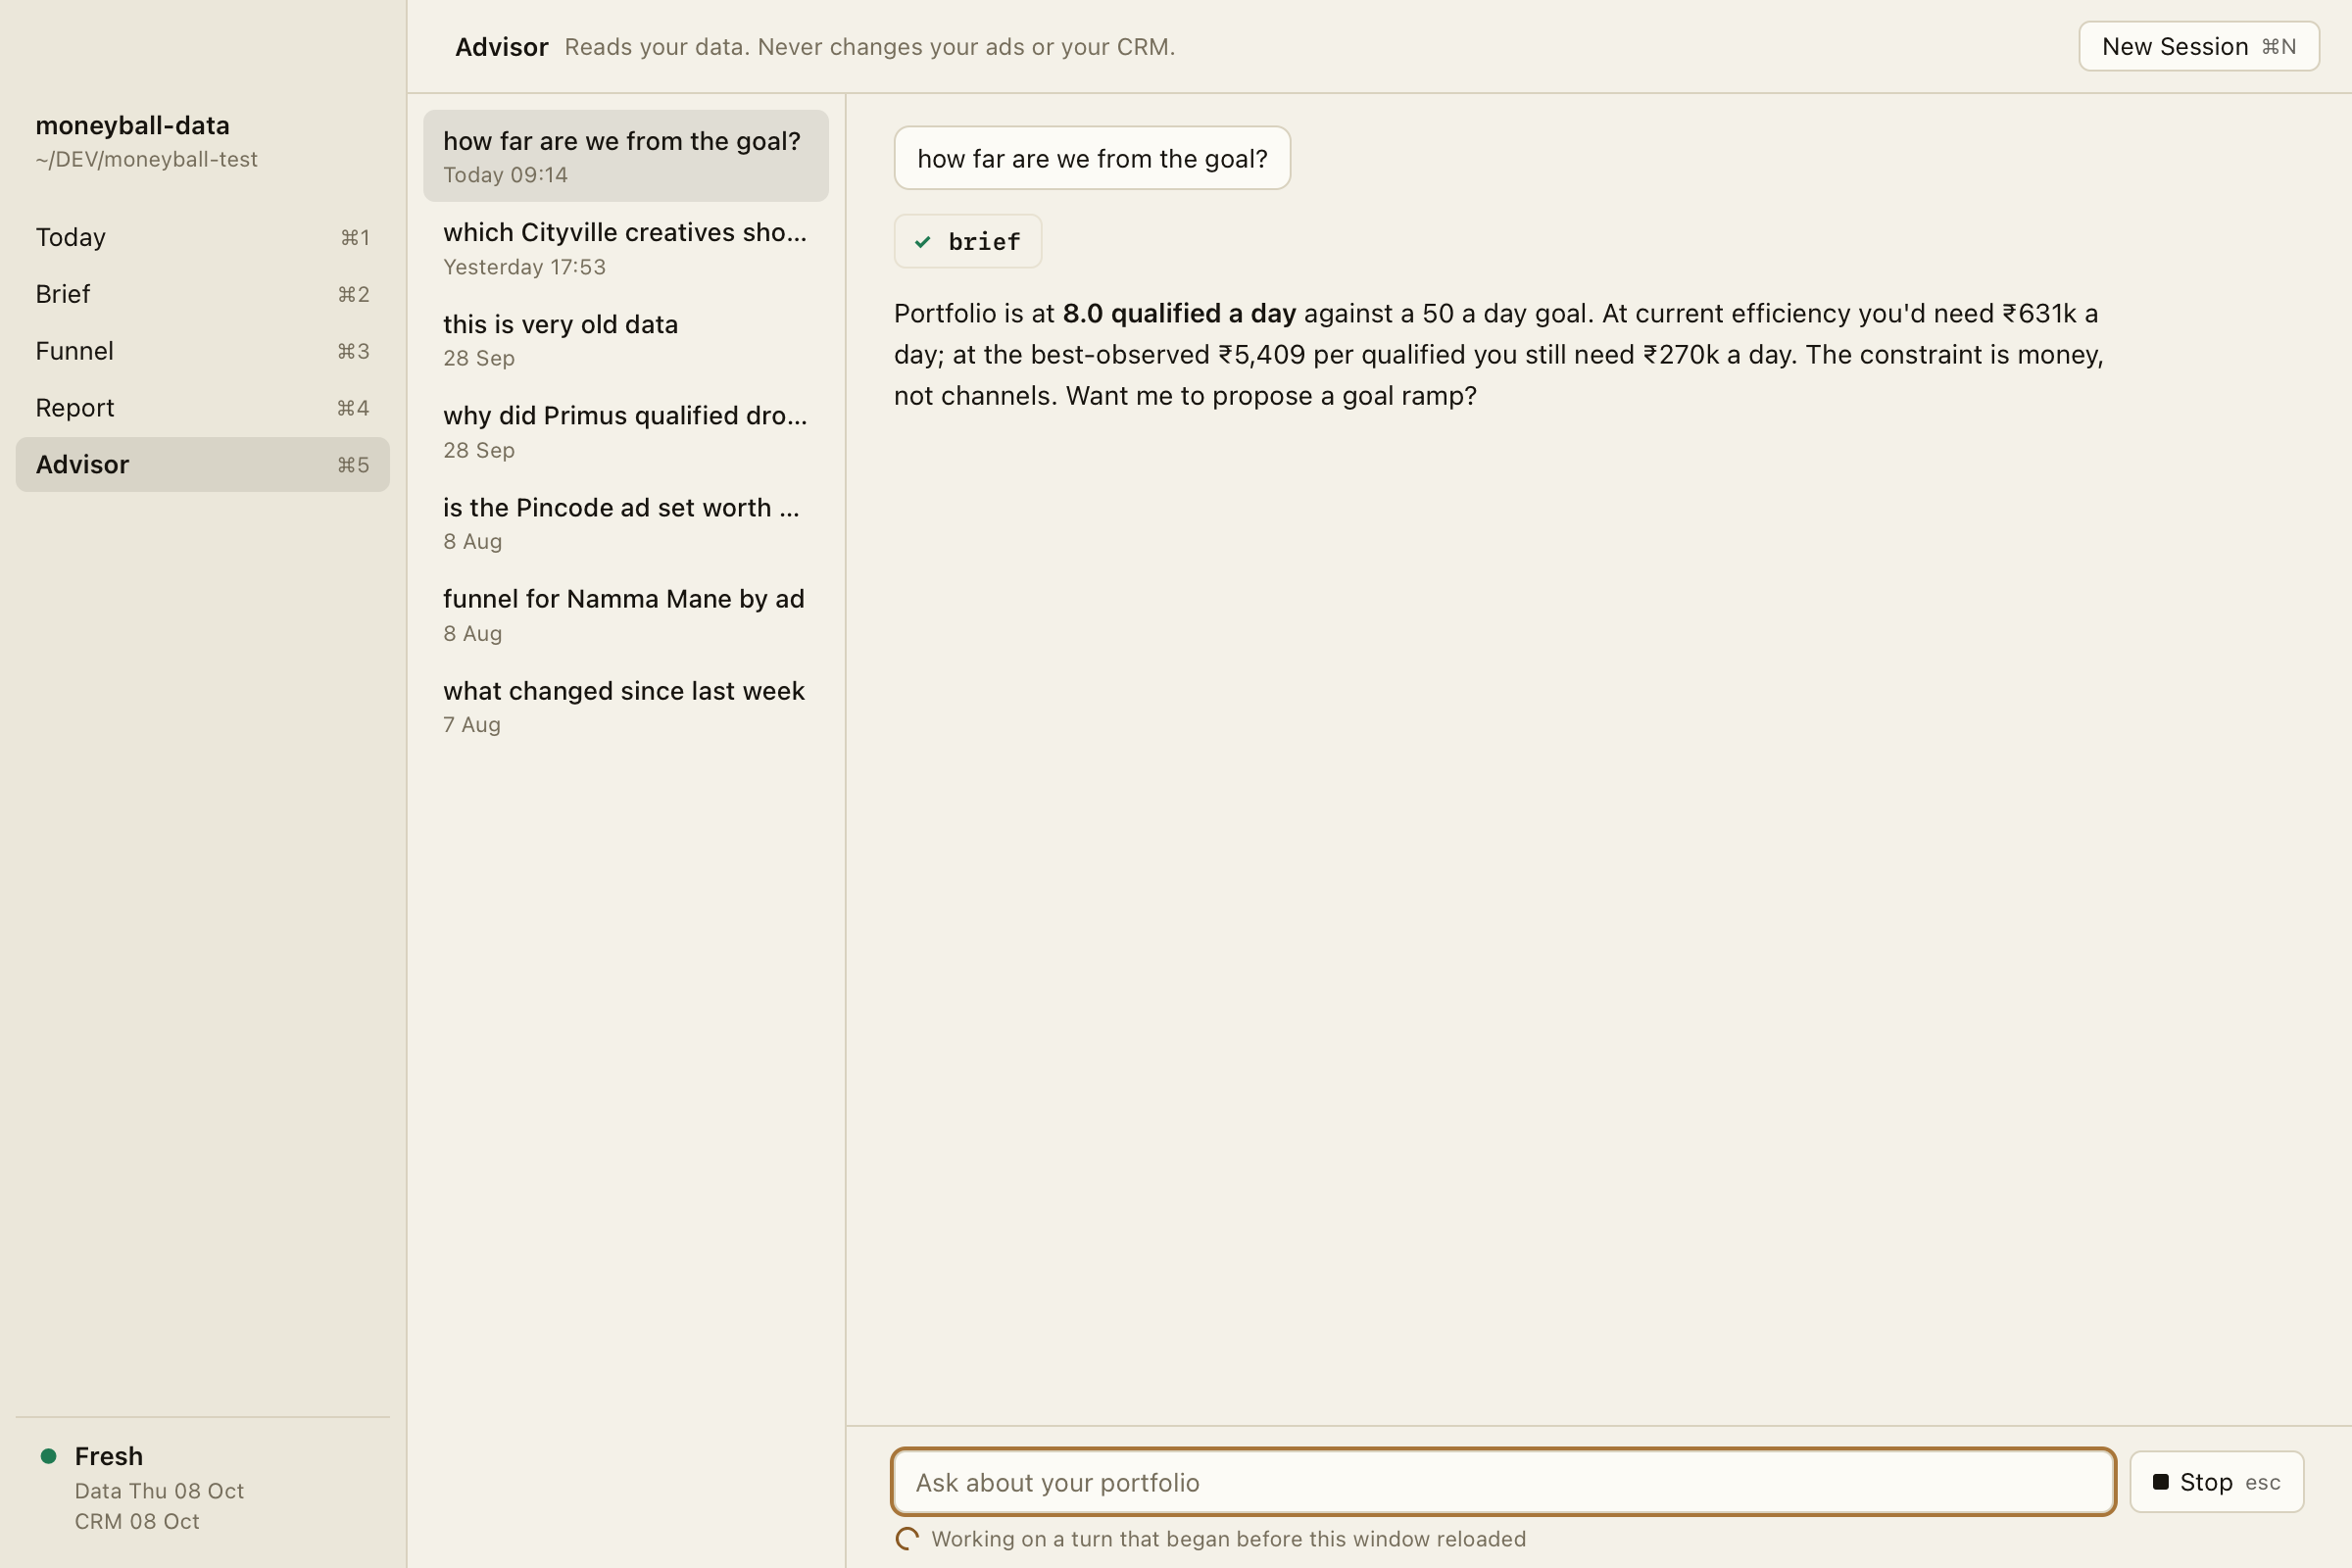 moneyball-data
~/DEV/moneyball-test
Today ⌘1
Brief ⌘2
Funnel ⌘3
Report ⌘4
Advisor ⌘5
Fresh
Data Thu 08 Oct
CRM 08 Oct
Advisor Reads your data. Never changes your ads or your CRM.
New Session ⌘N
how far are we from the goal?
Today 09:14
which Cityville creatives sho...
Yesterday 17:53
this is very old data
28 Sep
why did Primus qualified dro...
28 Sep
is the Pincode ad set worth ...
8 Aug
funnel for Namma Mane by ad
8 Aug
what changed since last week
7 Aug
how far are we from the goal?
✓ brief
Portfolio is at 8.0 qualified a day against a 50 a day goal. At current efficiency you'd need ₹631k a
day; at the best-observed ₹5,409 per qualified you still need ₹270k a day. The constraint is money,
not channels. Want me to propose a goal ramp?
Ask about your portfolio
Stop esc
Working on a turn that began before this window reloaded